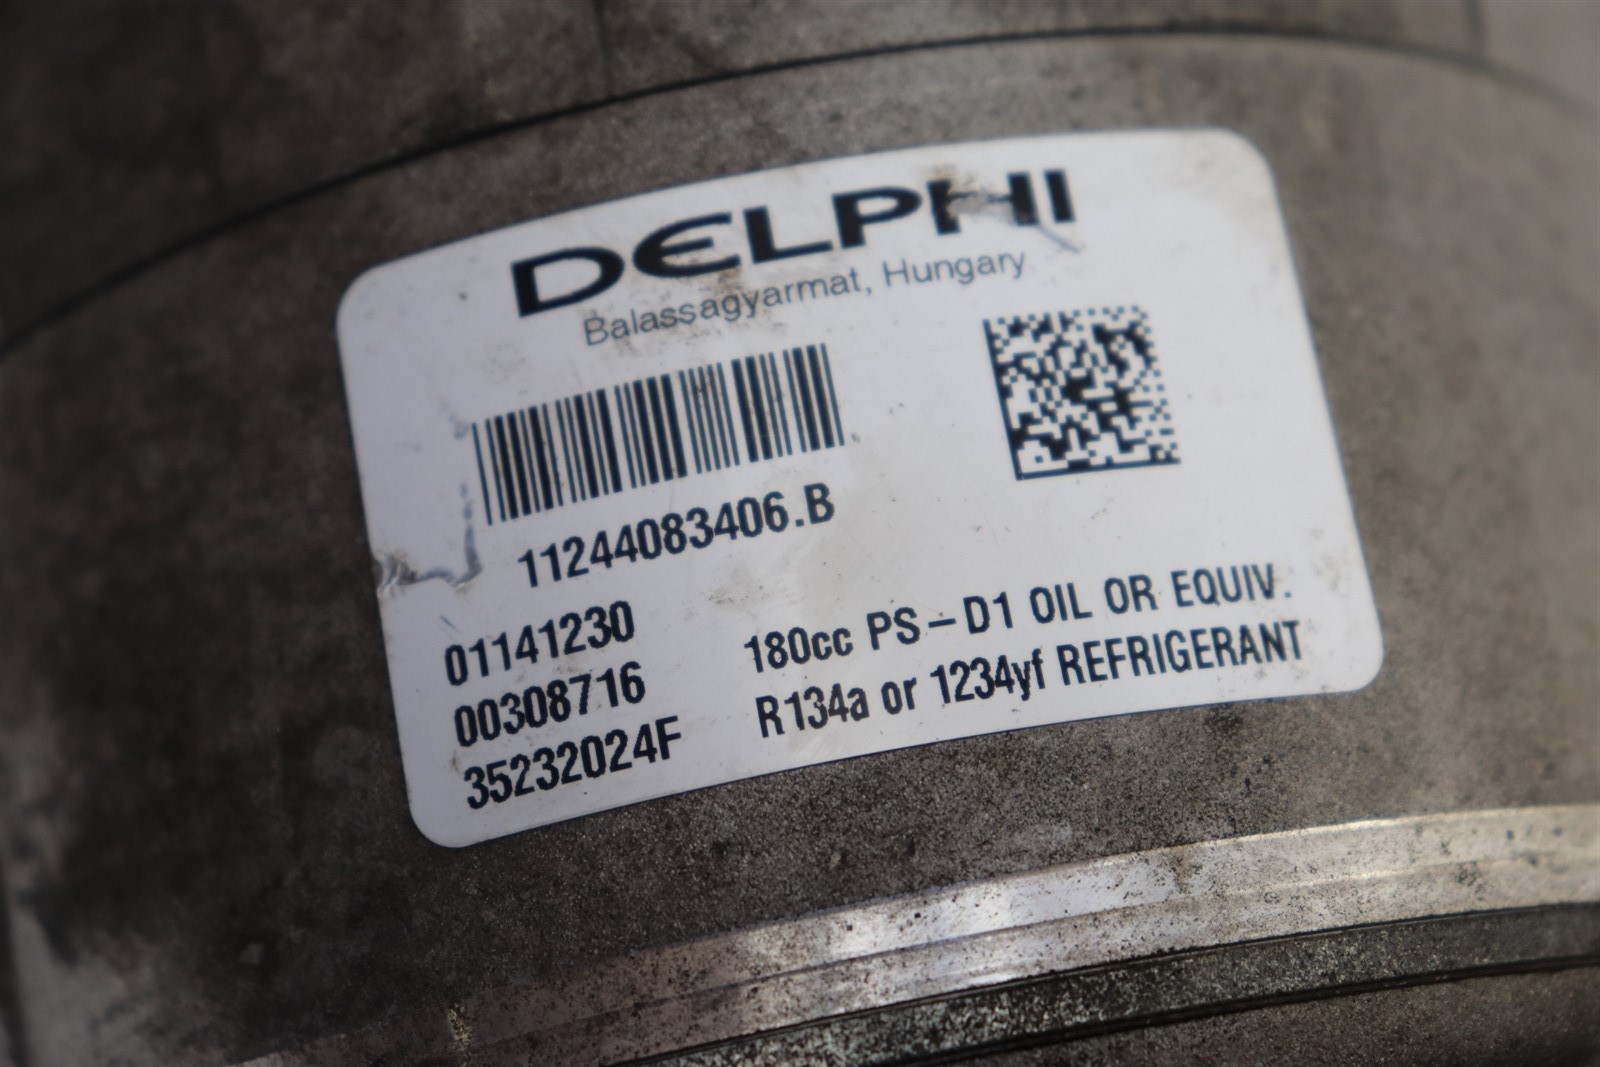 DELPHI
Balassagyarmat, Hungary
11244083406.B
01141230
00308716
35232024F
180cc PS-D1 OIL OR EQUIV.
R134a or 1234yf REFRIGERANT